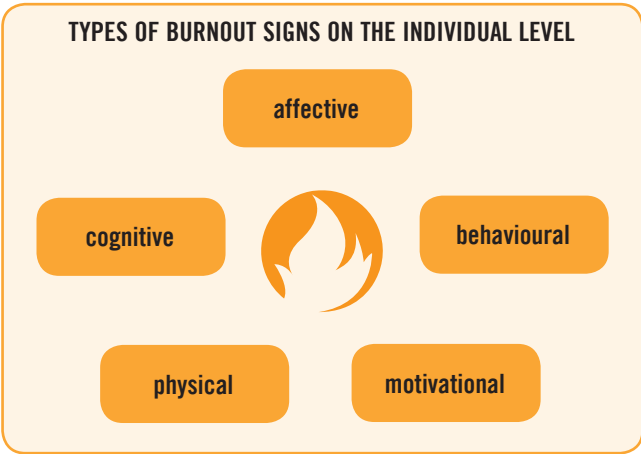 TYPES OF BURNOUT SIGNS ON THE INDIVIDUAL LEVEL
affective
cognitive
behavioural
physical
motivational